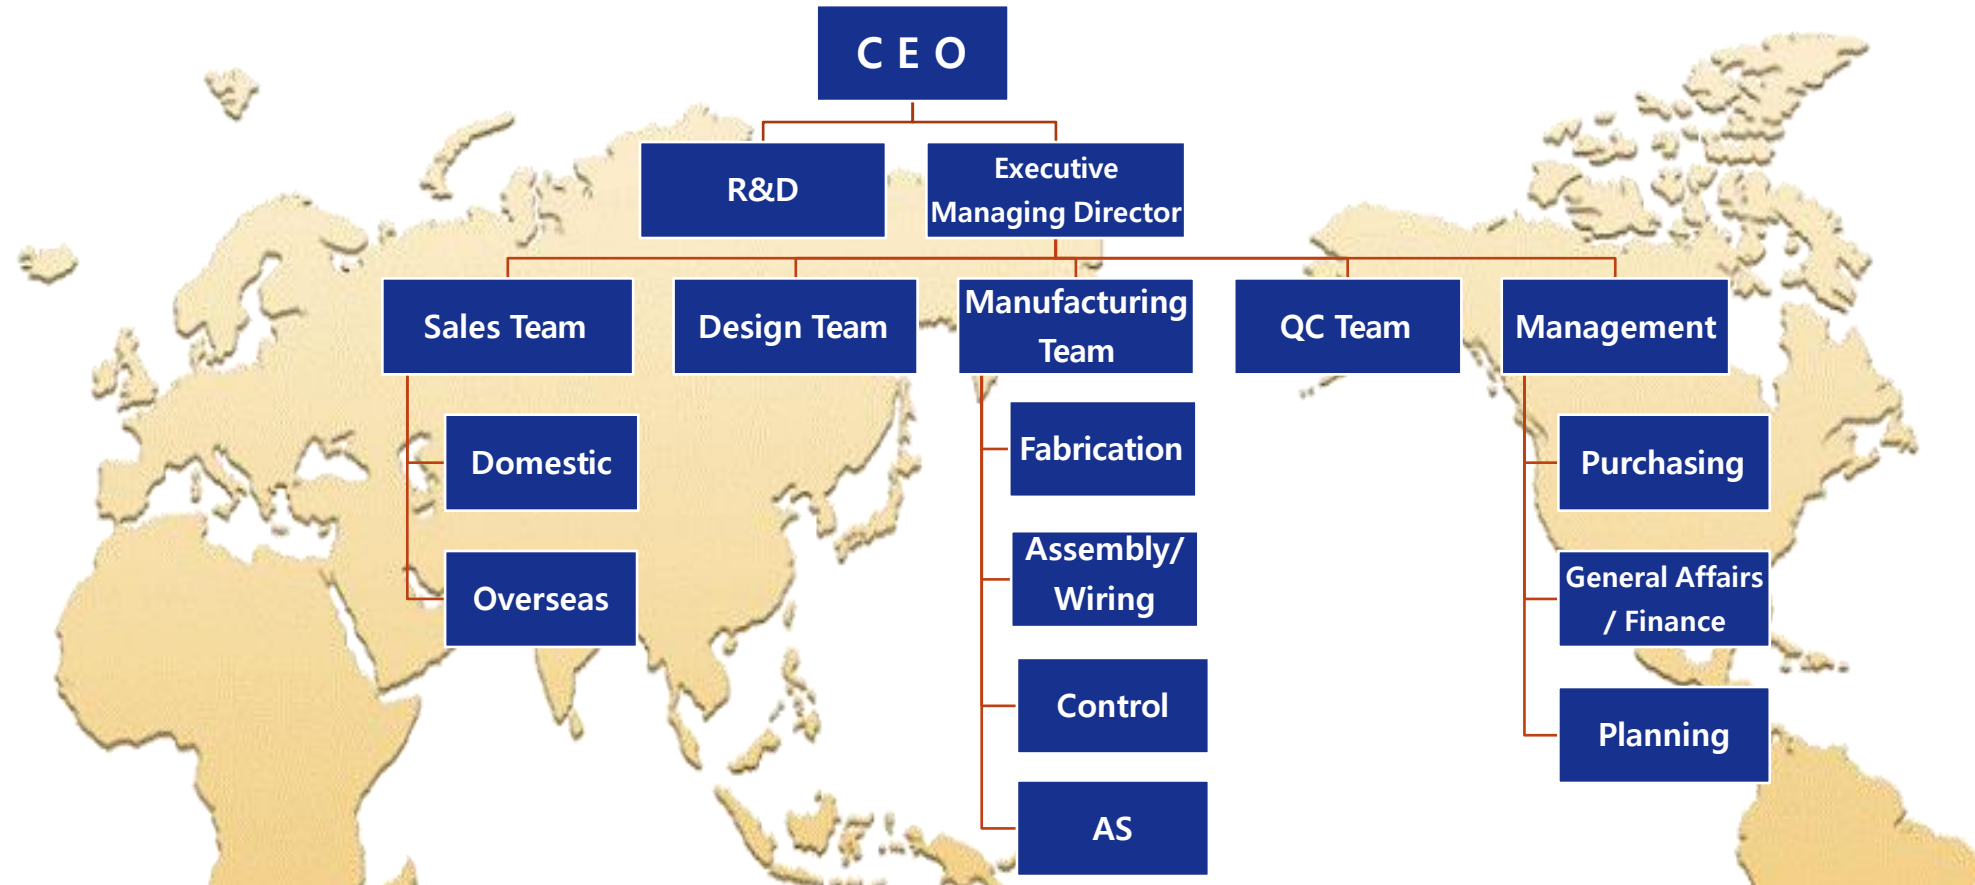 C E O
R&D
Executive
Managing Director
Sales Team
Design Team
Manufacturing
Team
QC Team
Management
Domestic
Overseas
Fabrication
Assembly/
Wiring
Control
AS
Purchasing
General Affairs
/ Finance
Planning